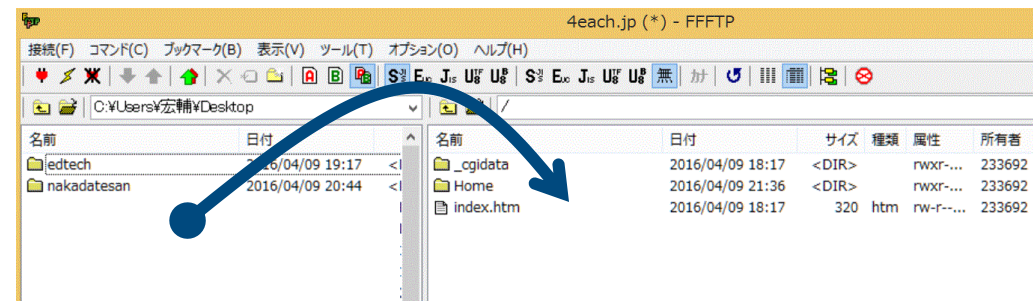 4each.jp (*) - FFFTP
接続(F) コマンド(C) ブックマーク(B) 表示(V) ツール(T) オプション(O) ヘルプ(H)
無
C:¥Users¥宏輔¥Desktop
/
名前 日付 名前 日付 サイズ 種類 属性 所有者
edtech 2016/04/09 19:17 _cgidata 2016/04/09 18:17 <DIR> rwxr-... 233692
nakadatesan 2016/04/09 20:44 Home 2016/04/09 21:36 <DIR> rwxr-... 233692
index.htm 2016/04/09 18:17 320 htm rw-r--... 233692